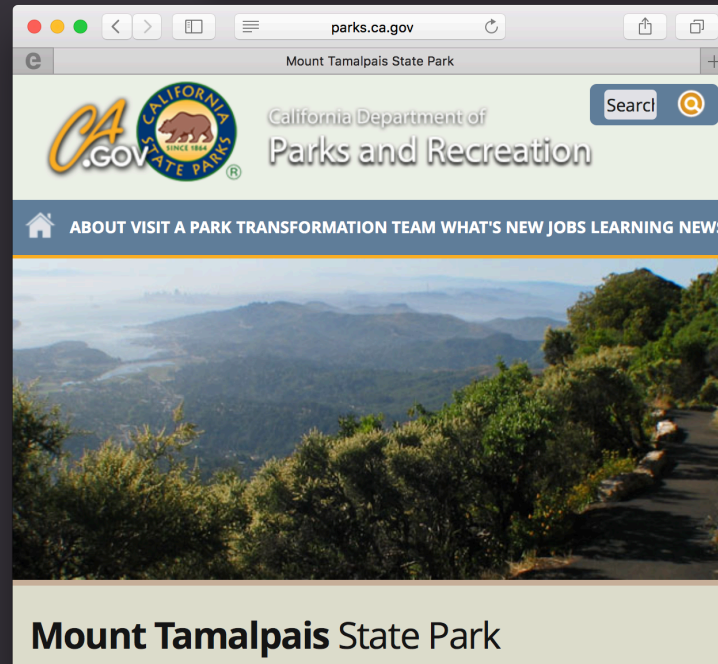 parks.ca.gov
e
Mount Tamalpais State Park
CA
.GOV
CALIFORNIA
SINCE 1864
STATE PARKS
®
California Department of
Parks and Recreation
Search
ABOUT VISIT A PARK TRANSFORMATION TEAM WHAT'S NEW JOBS LEARNING NEWS
Mount Tamalpais State Park